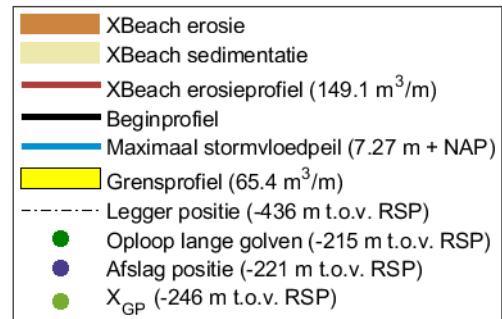 XBeach erosie
XBeach sedimentatie
XBeach erosieprofiel (149.1 m³/m)
Beginprofiel
Maximaal stormvloedpeil (7.27 m + NAP)
Grensprofiel (65.4 m³/m)
Legger positie (-436 m t.o.v. RSP)
Oploop lange golven (-215 m t.o.v. RSP)
Afslag positie (-221 m t.o.v. RSP)
X_GP (-246 m t.o.v. RSP)